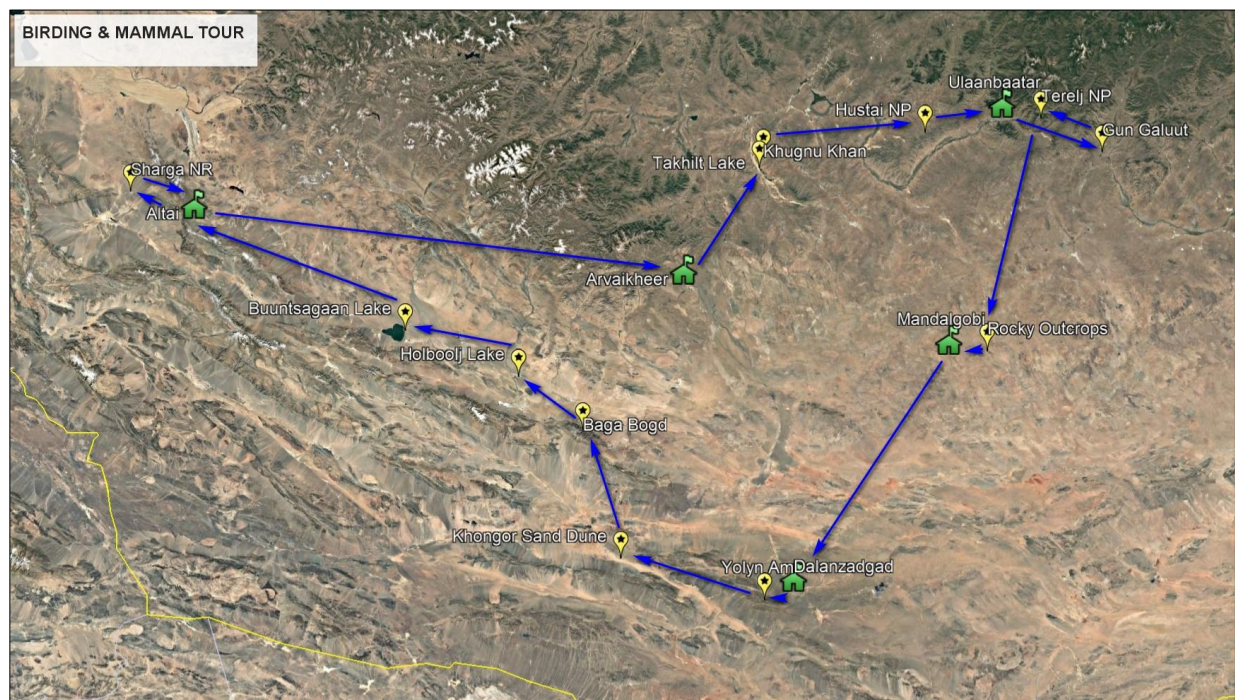 BIRDING & MAMMAL TOUR
Ulaanbaatar
Terelj NP
Hustai NP
Gun Galuut
Khugnu Khan
Takhilt Lake
Sharga NR
Altai
Arvaikheer
Buuntsagaan Lake
Mandalgobi
Rocky Outcrops
Holboolj Lake
Baga Bogd
Khongor Sand Dune
Yolyn Am
Dalanzadgad